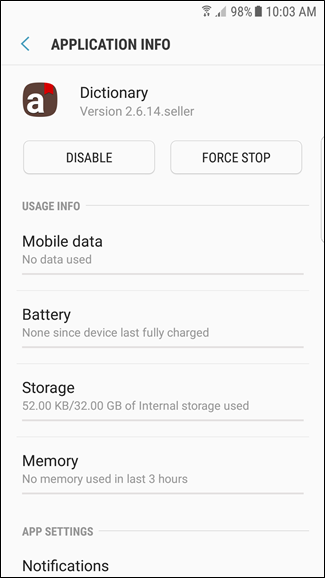 98% 10:03 AM
APPLICATION INFO
a
Dictionary
Version 2.6.14.seller
DISABLE
FORCE STOP
USAGE INFO
Mobile data
No data used
Battery
None since device last fully charged
Storage
52.00 KB/32.00 GB of Internal storage used
Memory
No memory used in last 3 hours
APP SETTINGS
Notifications